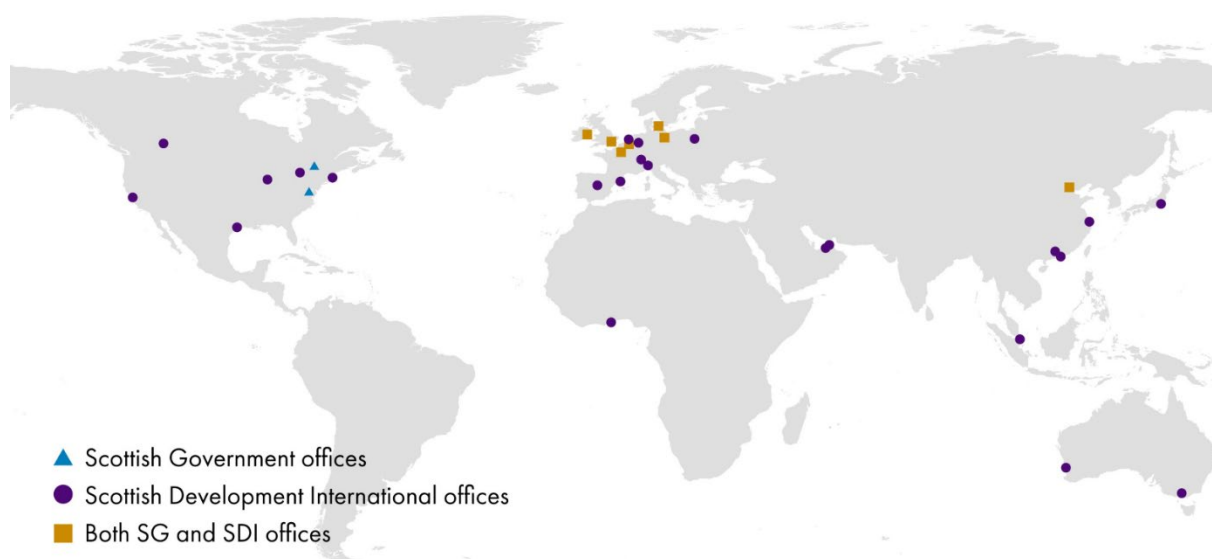 Scottish Government offices
Scottish Development International offices
Both SG and SDI offices